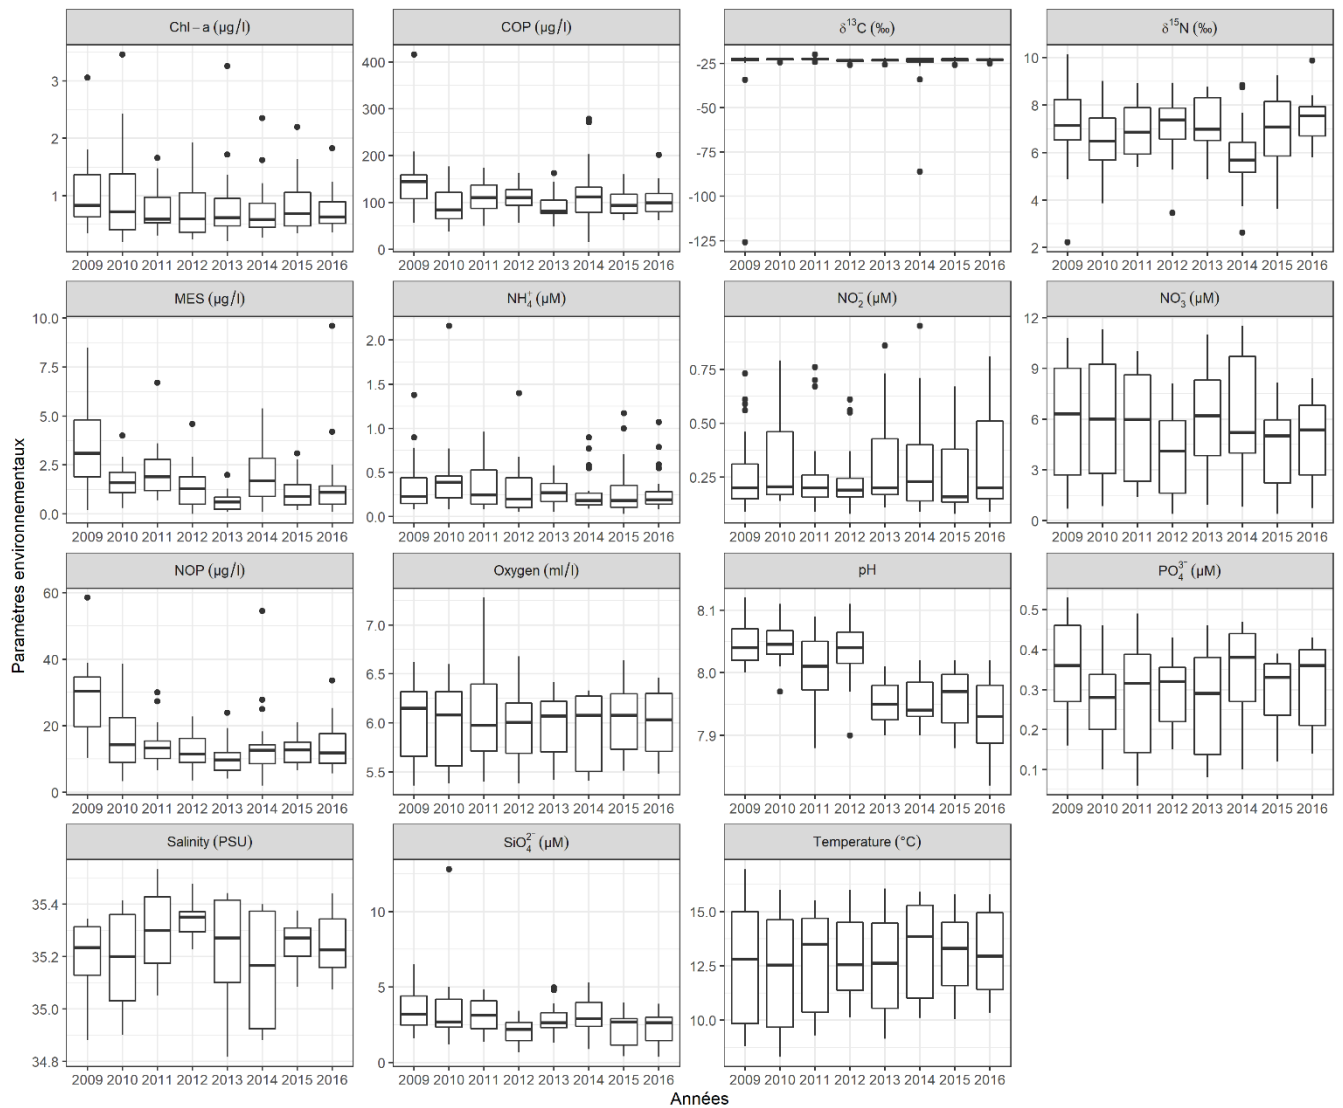 Chl−a (µg/l) COP (µg/l) δ¹³C (‰) δ¹⁵N (‰)
3 2 1
400 300 200 100 0
-25 -50 -75 -100 -125
10 8 6 4 2
2009 2010 2011 2012 2013 2014 2015 2016 2009 2010 2011 2012 2013 2014 2015 2016 2009 2010 2011 2012 2013 2014 2015 2016 2009 2010 2011 2012 2013 2014 2015 2016
MES (µg/l) NH₄⁺ (µM) NO₂⁻ (µM) NO₃⁻ (µM)
10.0 7.5 5.0 2.5 0.0
2.0 1.5 1.0 0.5 0.0
0.75 0.50 0.25
12 9 6 3 0
2009 2010 2011 2012 2013 2014 2015 2016 2009 2010 2011 2012 2013 2014 2015 2016 2009 2010 2011 2012 2013 2014 2015 2016 2009 2010 2011 2012 2013 2014 2015 2016
Paramètres environnementaux
NOP (µg/l) Oxygen (ml/l) pH PO₄³⁻ (µM)
60 40 20 0
7.0 6.5 6.0 5.5
8.1 8.0 7.9
0.5 0.4 0.3 0.2 0.1
2009 2010 2011 2012 2013 2014 2015 2016 2009 2010 2011 2012 2013 2014 2015 2016 2009 2010 2011 2012 2013 2014 2015 2016 2009 2010 2011 2012 2013 2014 2015 2016
Salinity (PSU) SiO₄²⁻ (µM) Temperature (°C)
35.4 35.2 35.0 34.8
10 5 0
15.0 12.5 10.0
2009 2010 2011 2012 2013 2014 2015 2016 2009 2010 2011 2012 2013 2014 2015 2016 2009 2010 2011 2012 2013 2014 2015 2016
Années